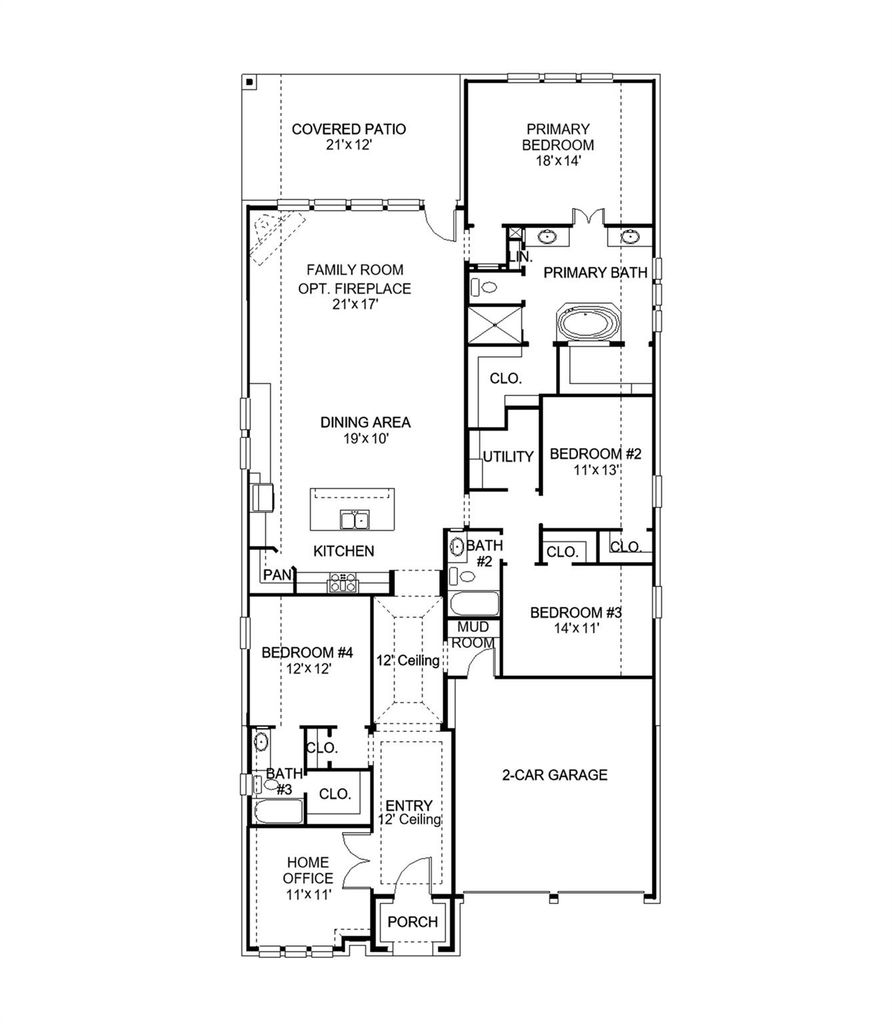 COVERED PATIO
21'x 12'
PRIMARY
BEDROOM
18'x 14'
LIN.
PRIMARY BATH
FAMILY ROOM
OPT. FIREPLACE
21'x 17'
CLO.
DINING AREA
19'x 10'
UTILITY
BEDROOM #2
11'x 13'
KITCHEN
BATH
#2
CLO.
CLO.
PAN
BEDROOM #3
14'x 11'
MUD
ROOM
BEDROOM #4
12'x 12'
12' Ceiling
CLO.
BATH
#3
CLO.
2-CAR GARAGE
ENTRY
12' Ceiling
HOME
OFFICE
11'x 11'
PORCH